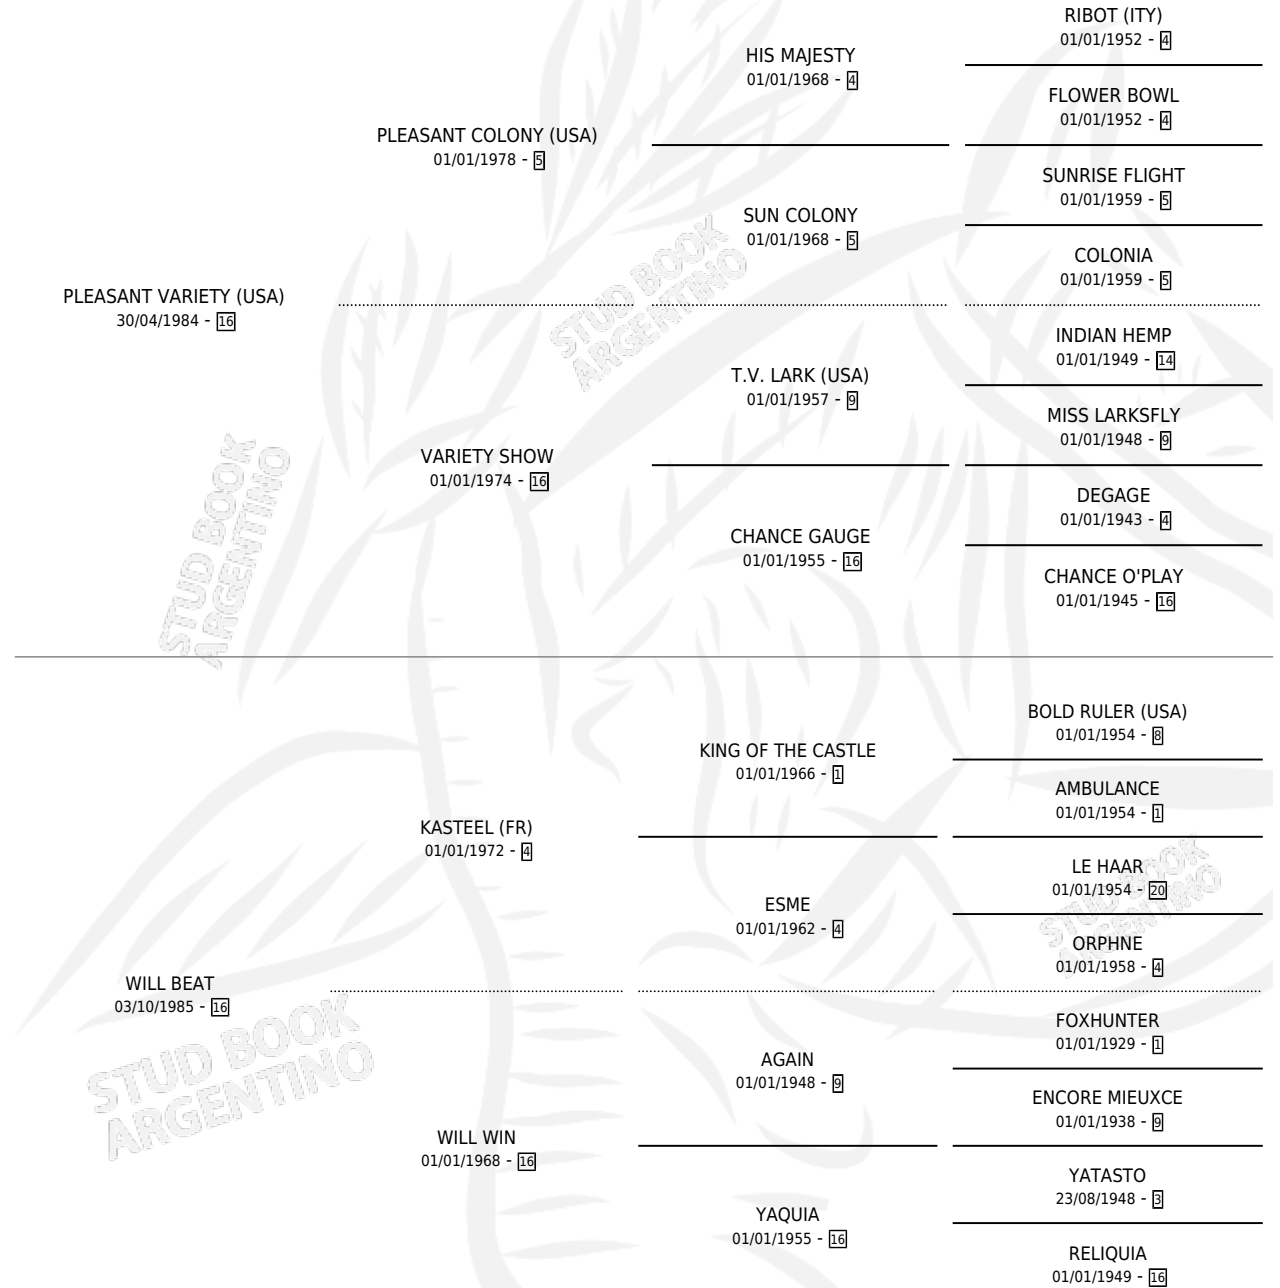 RIBOT (ITY)
01/01/1952 - 4
HIS MAJESTY
01/01/1968 - 4
FLOWER BOWL
01/01/1952 - 4
PLEASANT COLONY (USA)
01/01/1978 - 5
SUNRISE FLIGHT
01/01/1959 - 5
SUN COLONY
01/01/1968 - 5
COLONIA
01/01/1959 - 5
PLEASANT VARIETY (USA)
30/04/1984 - 16
STUD BOOK
ARGENTINO
INDIAN HEMP
01/01/1949 - 14
T.V. LARK (USA)
01/01/1957 - 9
MISS LARKSFLY
01/01/1948 - 9
VARIETY SHOW
01/01/1974 - 16
DEGAGE
01/01/1943 - 4
CHANCE GAUGE
01/01/1955 - 16
CHANCE O'PLAY
01/01/1945 - 16
STUD BOOK
ARGENTINO
BOLD RULER (USA)
01/01/1954 - 8
KING OF THE CASTLE
01/01/1966 - 1
AMBULANCE
01/01/1954 - 1
KASTEEL (FR)
01/01/1972 - 4
LE HAAR
01/01/1954 - 20
ESME
01/01/1962 - 4
STUD BOOK
ARGENTINO
ORPHNE
01/01/1958 - 4
WILL BEAT
03/10/1985 - 16
FOXHUNTER
01/01/1929 - 1
AGAIN
01/01/1948 - 9
STUD BOOK
ARGENTINO
ENCORE MIEUXCE
01/01/1938 - 9
WILL WIN
01/01/1968 - 16
YATASTO
23/08/1948 - 3
YAQUIA
01/01/1955 - 16
RELIQUIA
01/01/1949 - 16